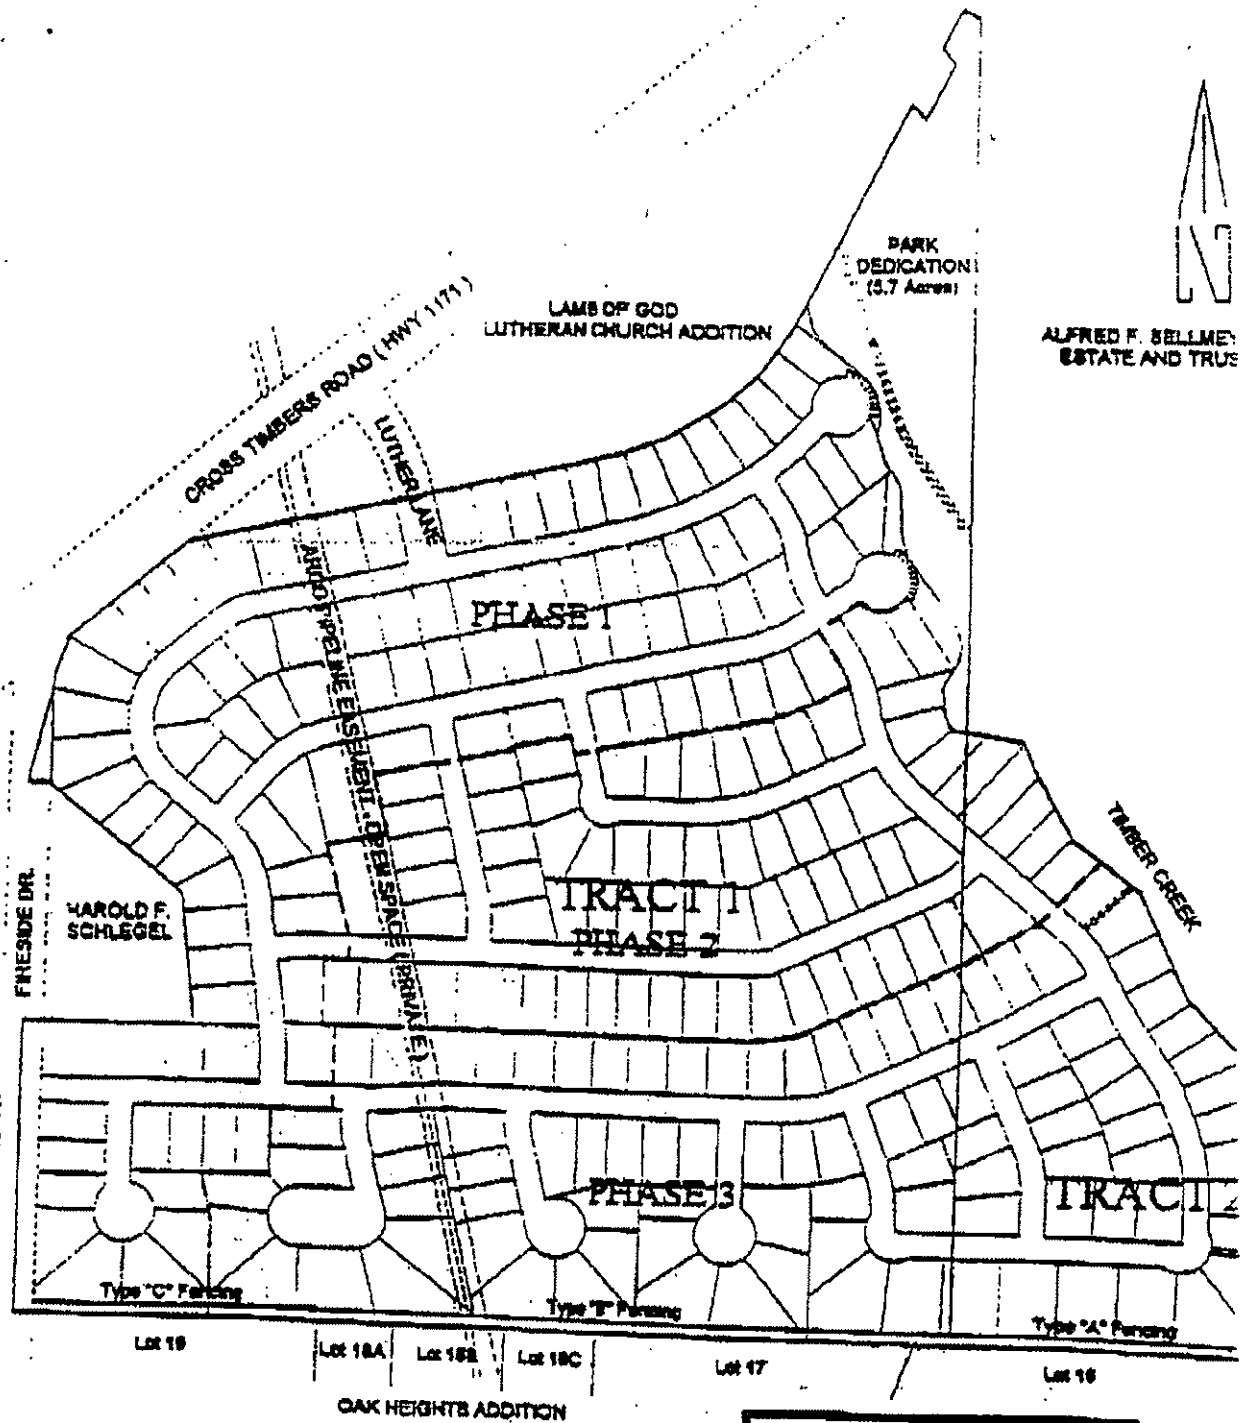 PARK
DEDICATION
(5.7 Acres)
LAMB OF GOD
LUTHERAN CHURCH ADDITION
ALFRED F. SELLMEY
ESTATE AND TRUS
CROSS TIMBERS ROAD ( HWY 1171 )
LUTHER LANE
PHASE 1
PIPELINE EASEMENT, OPEN SPACE (PRIVATE)
TIMBER CREEK
TRACT 1
PHASE 2
FIRESIDE DR.
HAROLD F.
SCHLEGEL
PHASE 3
TRACT 2
Type "C" Fencing
Type "B" Fencing
Type "A" Fencing
Lot 19
Lot 18A
Lot 18B
Lot 18C
Lot 17
Lot 16
OAK HEIGHTS ADDITION